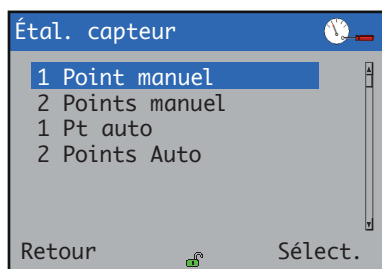 Étal. capteur
1 Point manuel
2 Points manuel
1 Pt auto
2 Points Auto
Retour Sélect.